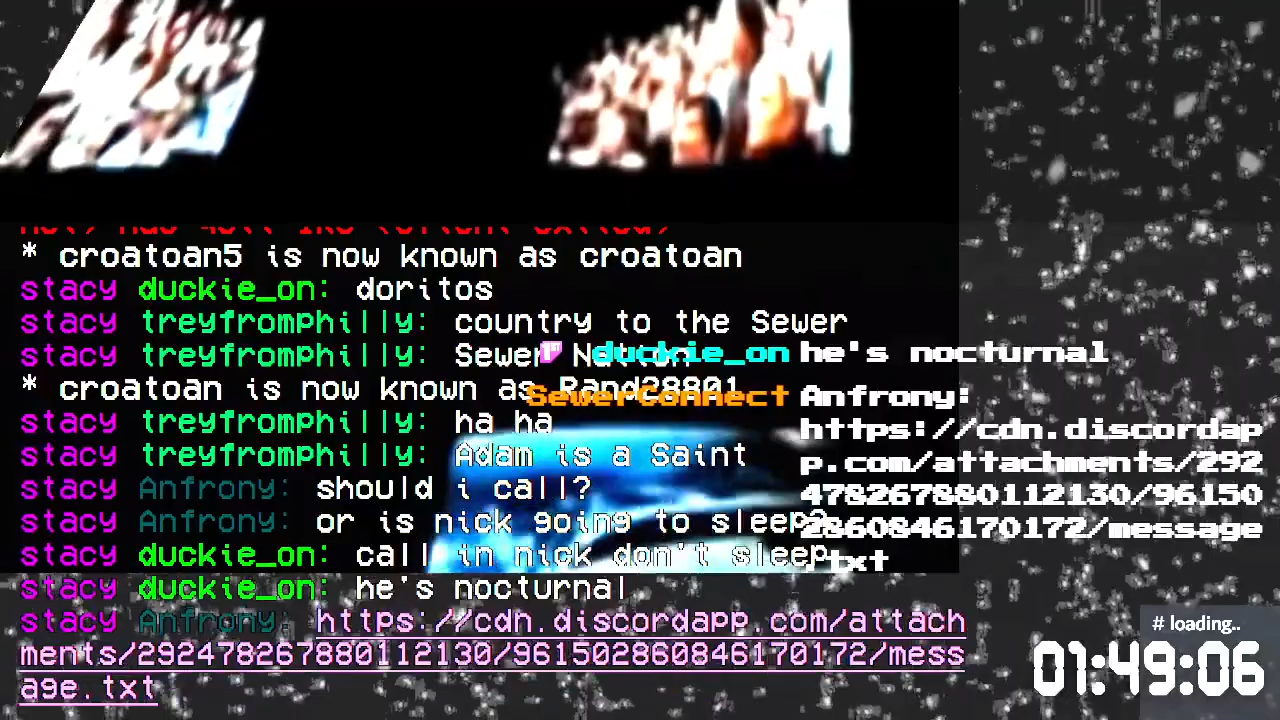 * croatoan5 is now known as croatoan
stacy duckie_on: doritos
stacy treyfromphilly: country to the Sewer
stacy treyfromphilly: Sewer Nation
* croatoan is now known as Rand28801
stacy treyfromphilly: ha ha
stacy treyfromphilly: Adam is a Saint
stacy Anfrony: should i call?
stacy Anfrony: or is nick going to sleep?
stacy duckie_on: call in nick don't sleep
stacy duckie_on: he's nocturnal
stacy Anfrony: https://cdn.discordapp.com/attach
ments/292478267880112130/961502860846170172/mess
age.txt
duckie_on he's nocturnal
SewerConnect Anfrony:
https://cdn.discordap
p.com/attachments/292
478267880112130/96150
2860846170172/message
.txt
# loading..
01:49:06